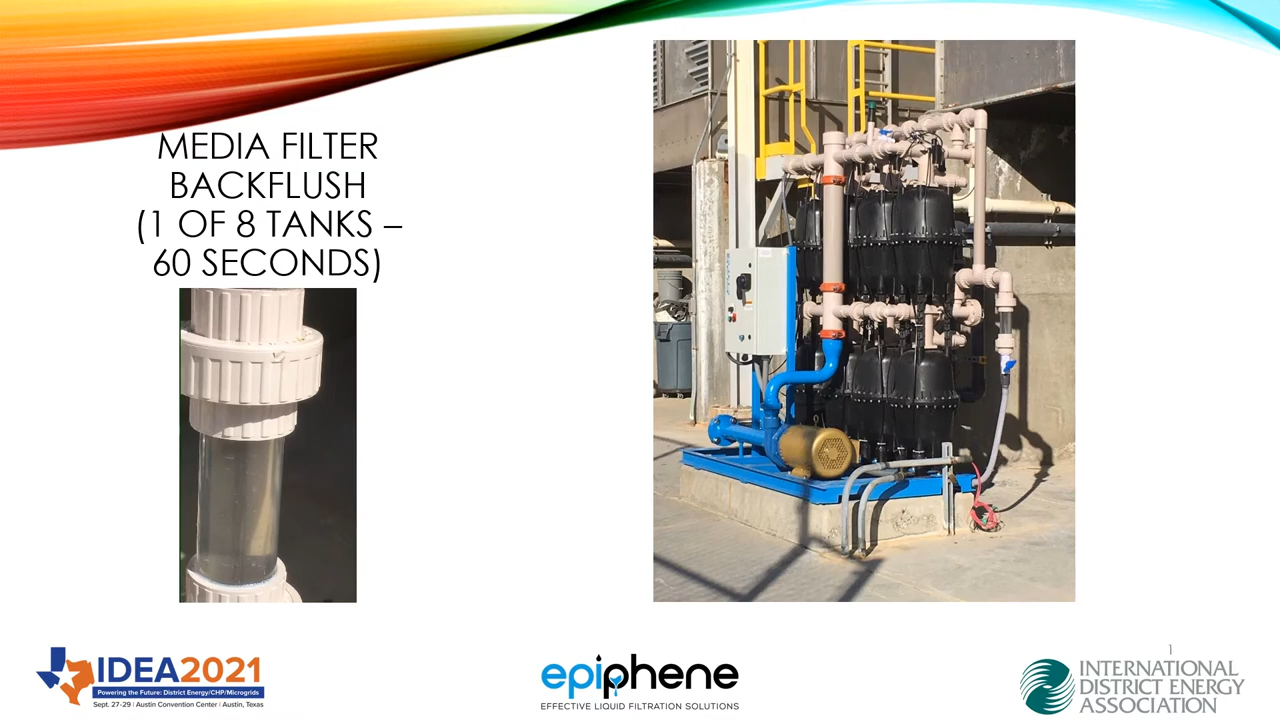 MEDIA FILTER
BACKFLUSH
(1 OF 8 TANKS –
60 SECONDS)
IDEA2021
Powering the Future: District Energy/CHP/Microgrids
Sept. 27-29 | Austin Convention Center | Austin, Texas
epiphene
EFFECTIVE LIQUID FILTRATION SOLUTIONS
1
INTERNATIONAL
DISTRICT ENERGY
ASSOCIATION